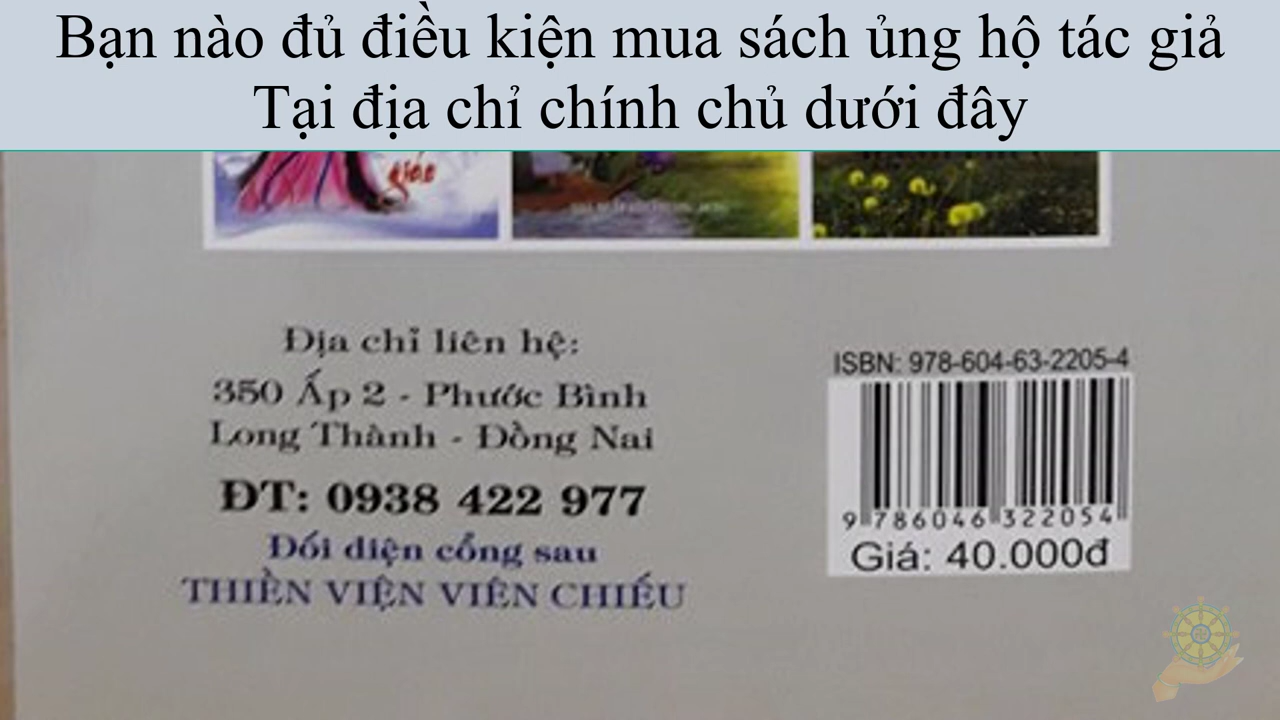 Bạn nào đủ điều kiện mua sách ủng hộ tác giả
Tại địa chỉ chính chủ dưới đây
giác
Địa chỉ liên hệ:
350 Ấp 2 - Phước Bình
Long Thành - Đồng Nai
ĐT: 0938 422 977
Đối diện cổng sau
THIỀN VIỆN VIÊN CHIẾU
ISBN: 978-604-63-2205-4
9 786046 322054
Giá: 40.000đ